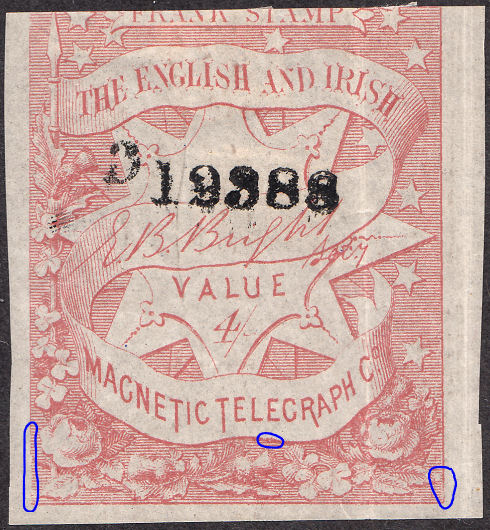 FRANK STAMP
THE ENGLISH AND IRISH
D 19388
E. B. Bright
Secy
VALUE
4/
MAGNETIC TELEGRAPH Co